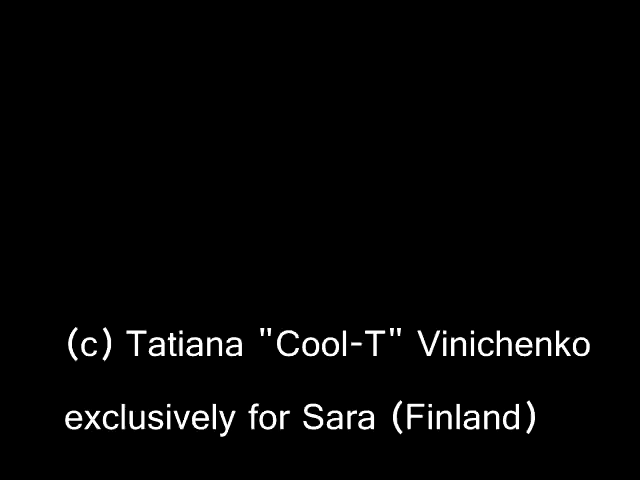 (c) Tatiana "Cool-T" Vinichenko
exclusively for Sara (Finland)